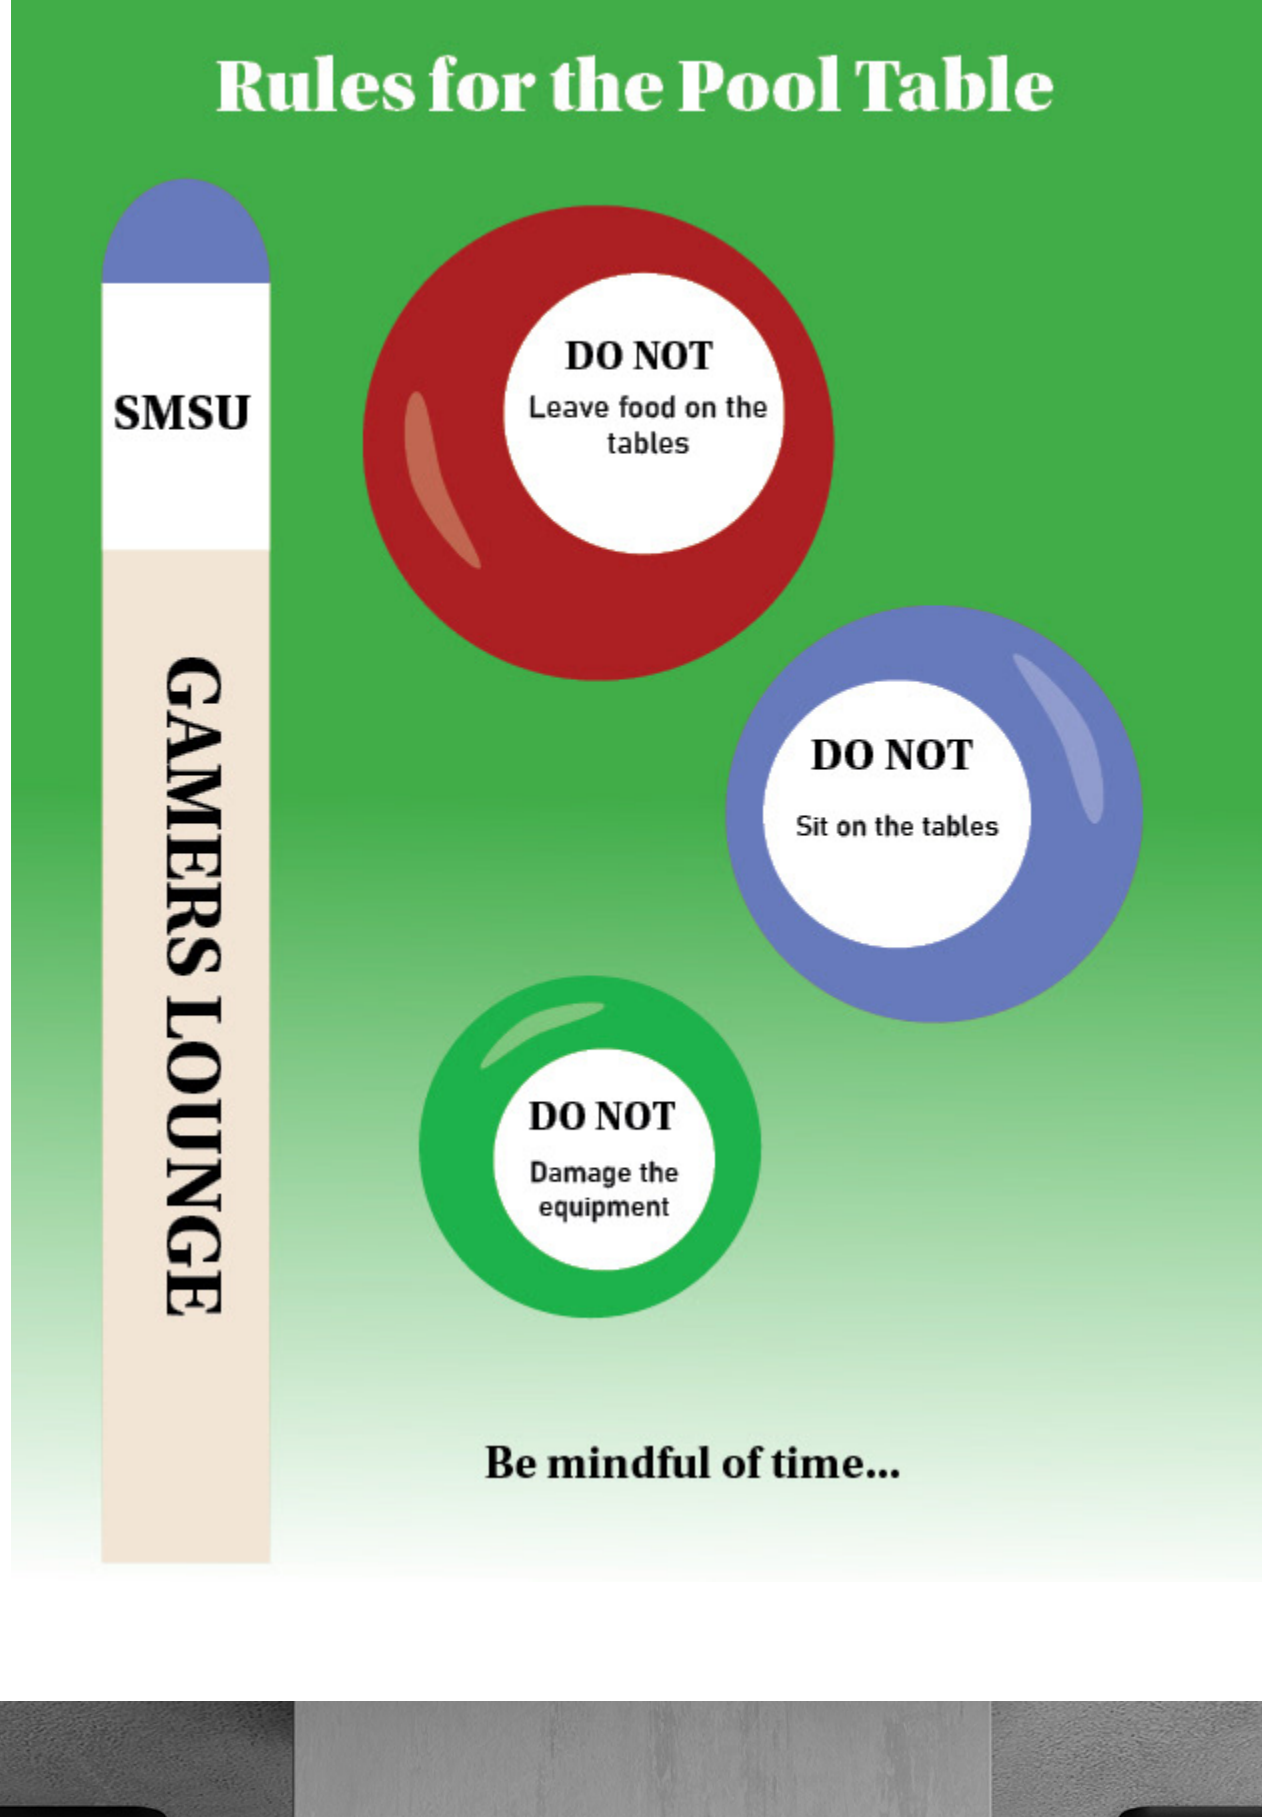 Rules for the Pool Table
SMSU
GAMERS LOUNGE
DO NOT
Leave food on the
tables
DO NOT
Sit on the tables
DO NOT
Damage the
equipment
Be mindful of time...